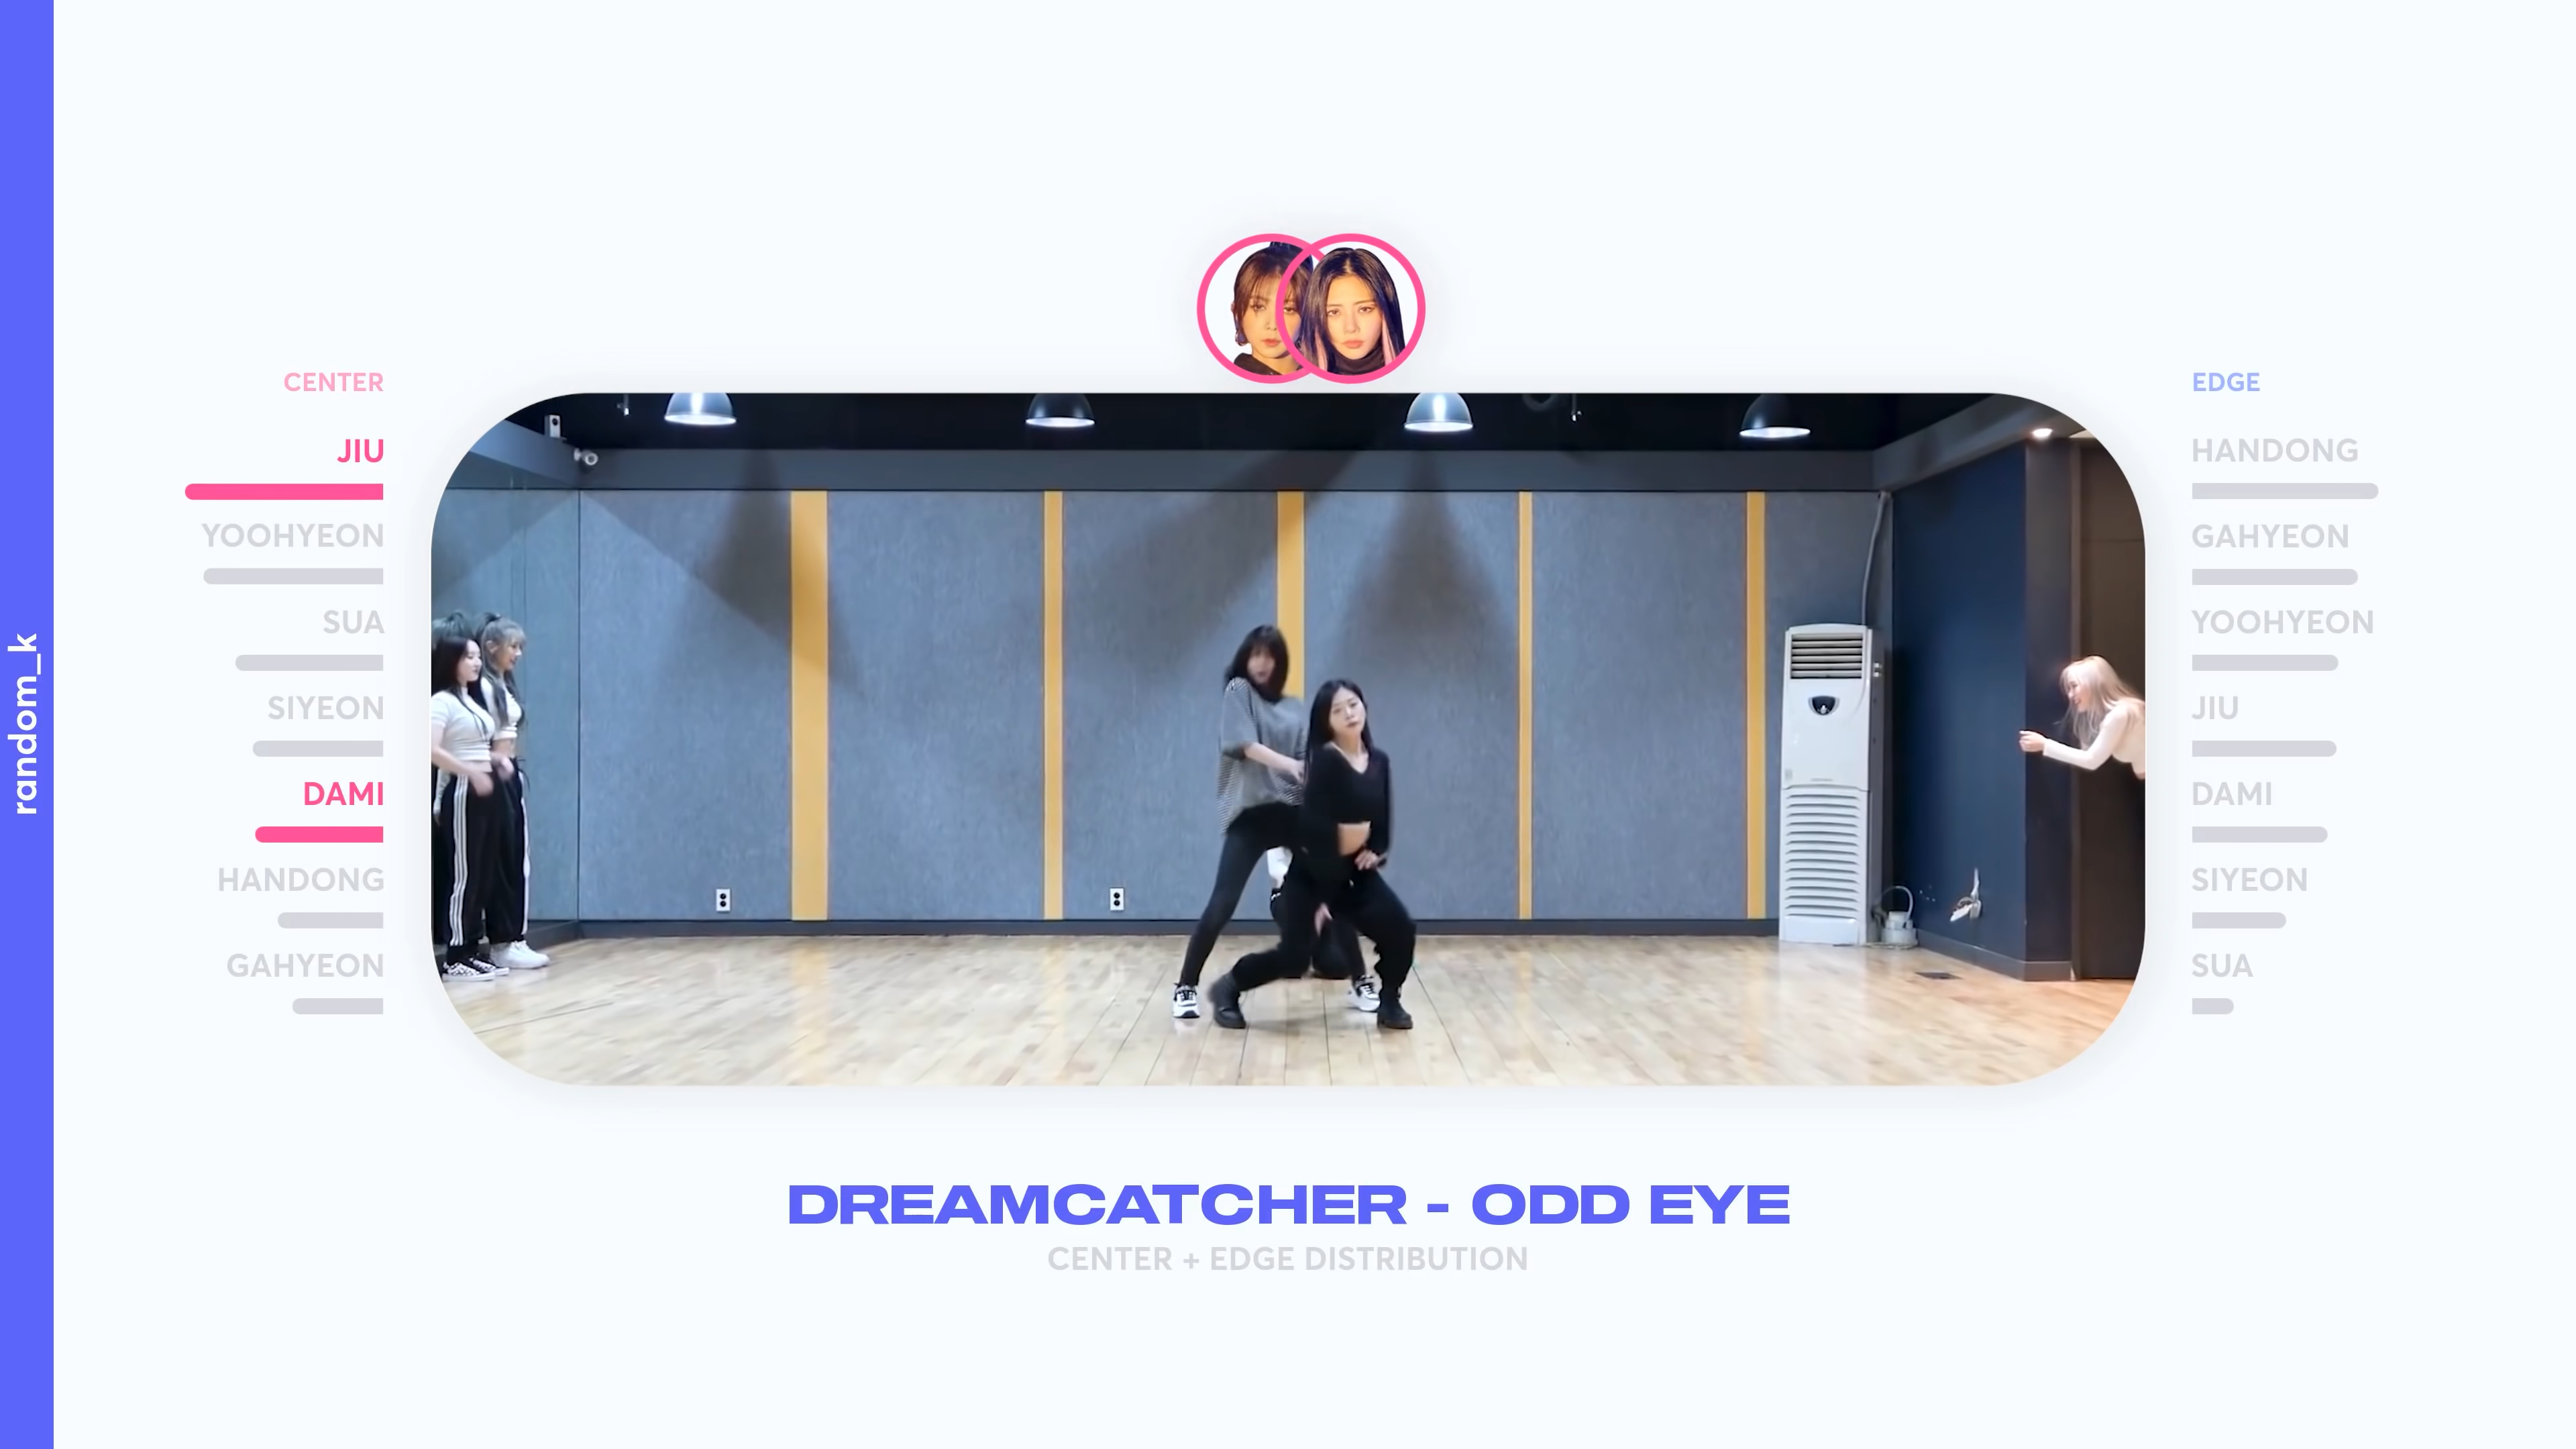 random_k
CENTER
JIU
YOOHYEON
SUA
SIYEON
DAMI
HANDONG
GAHYEON
EDGE
HANDONG
GAHYEON
YOOHYEON
JIU
DAMI
SIYEON
SUA
DREAMCATCHER - ODD EYE
CENTER + EDGE DISTRIBUTION